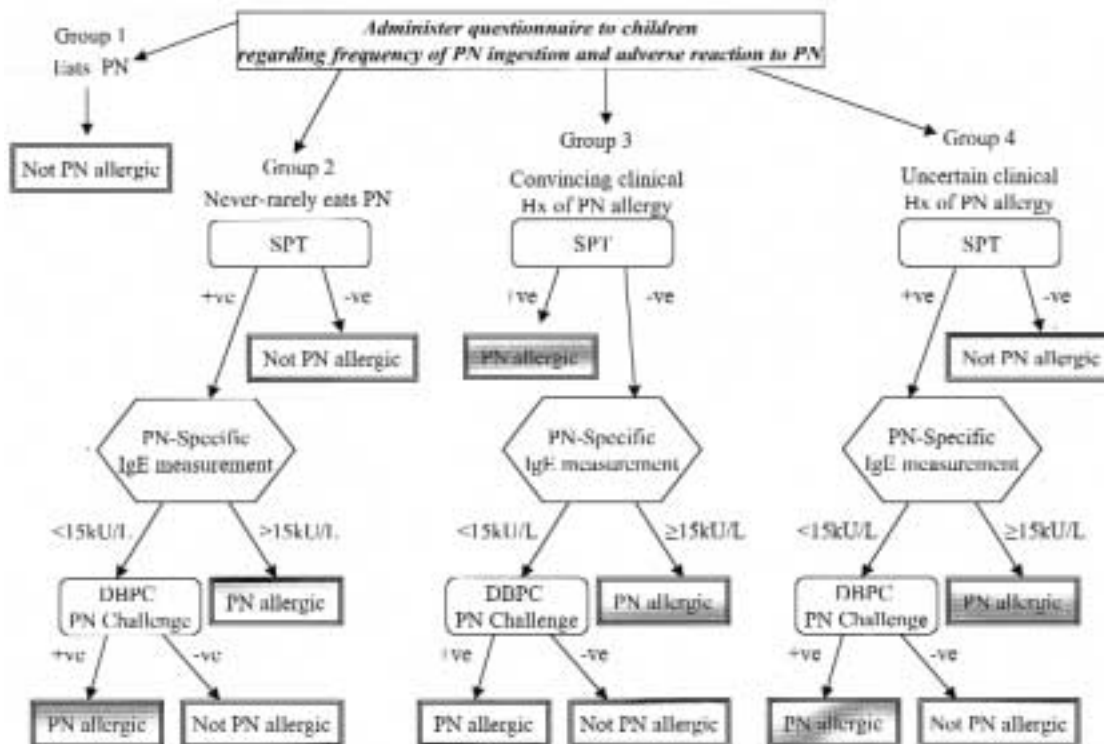 Administer questionnaire to children
regarding frequency of PN ingestion and adverse reaction to PN
Group 1
Eats PN
Not PN allergic
Group 2
Never-rarely eats PN
SPT
+ve
-ve
Not PN allergic
PN-Specific
IgE measurement
<15kU/L
>15kU/L
DBPC
PN Challenge
PN allergic
+ve
-ve
PN allergic
Not PN allergic
Group 3
Convincing clinical
Hx of PN allergy
SPT
+ve
-ve
PN allergic
PN-Specific
IgE measurement
<15kU/L
≥15kU/L
DBPC
PN Challenge
PN allergic
+ve
-ve
PN allergic
Not PN allergic
Group 4
Uncertain clinical
Hx of PN allergy
SPT
+ve
-ve
Not PN allergic
PN-Specific
IgE measurement
<15kU/L
≥15kU/L
DBPC
PN Challenge
PN allergic
+ve
-ve
PN allergic
Not PN allergic